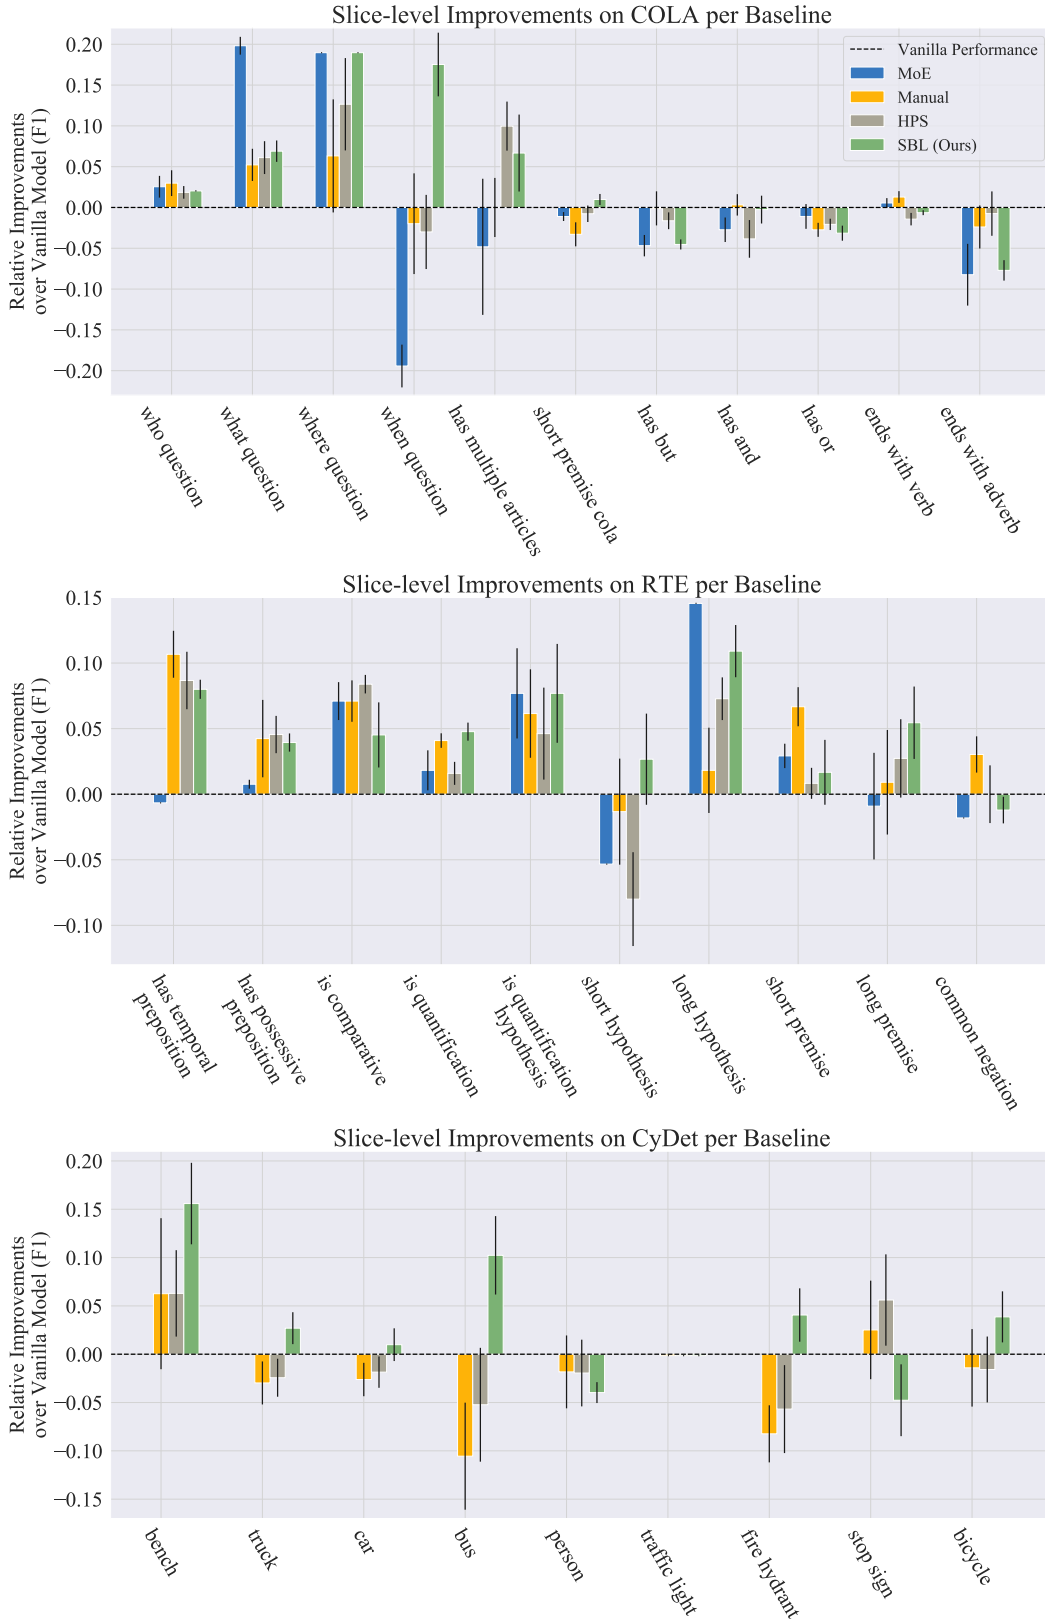 Slice-level Improvements on COLA per Baseline
Relative Improvements
over Vanilla Model (F1)
0.20
0.15
0.10
0.05
0.00
−0.05
−0.10
−0.15
−0.20
Vanilla Performance
MoE
Manual
HPS
SBL (Ours)
who question
what question
where question
when question
has multiple articles
short premise cola
has but
has and
has or
ends with verb
ends with adverb
Slice-level Improvements on RTE per Baseline
Relative Improvements
over Vanilla Model (F1)
0.15
0.10
0.05
0.00
−0.05
−0.10
has temporal
preposition
has possessive
preposition
is comparative
is quantification
is quantification
hypothesis
short hypothesis
long hypothesis
short premise
long premise
common negation
Slice-level Improvements on CyDet per Baseline
Relative Improvements
over Vanilla Model (F1)
0.20
0.15
0.10
0.05
0.00
−0.05
−0.10
−0.15
bench
truck
car
bus
person
traffic light
fire hydrant
stop sign
bicycle